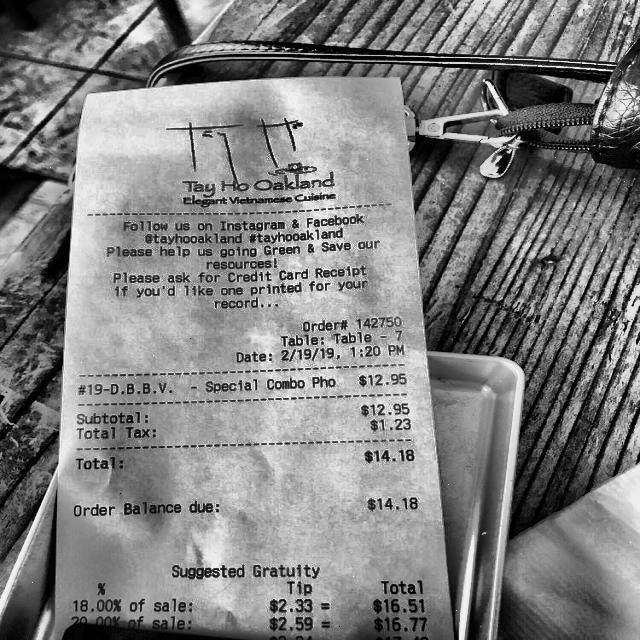 Tay Ho Oakland
Elegant Vietnamese Cuisine
Follow us on Instagram & Facebook
@tayhooakland #tayhooakland
Please help us going Green & Save our
resources!
Please ask for Credit Card Receipt
if you'd like one printed for your
record...
Order# 142750
Table: Table - 7
Date: 2/19/19, 1:20 PM
#19-D.B.B.V. - Special Combo Pho $12.95
Subtotal: $12.95
Total Tax: $1.23
Total: $14.18
Order Balance due: $14.18
Suggested Gratuity
% Tip Total
18.00% of sale: $2.33 = $16.51
20.00% of sale: $2.59 = $16.77